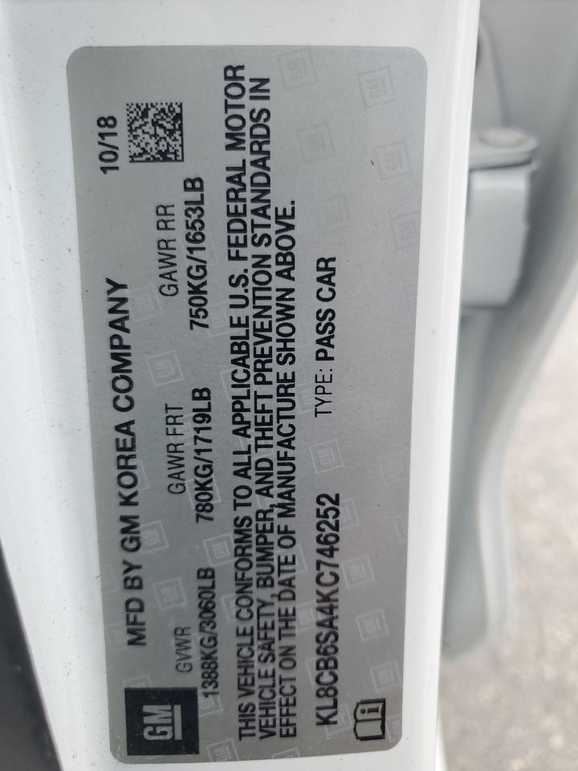 GM
MFD BY GM KOREA COMPANY 10/18
GVWR GAWR FRT GAWR RR
1388KG/3060LB 780KG/1719LB 750KG/1653LB
THIS VEHICLE CONFORMS TO ALL APPLICABLE U.S. FEDERAL MOTOR
VEHICLE SAFETY, BUMPER, AND THEFT PREVENTION STANDARDS IN
EFFECT ON THE DATE OF MANUFACTURE SHOWN ABOVE.
KL8CB6SA4KC746252 TYPE: PASS CAR